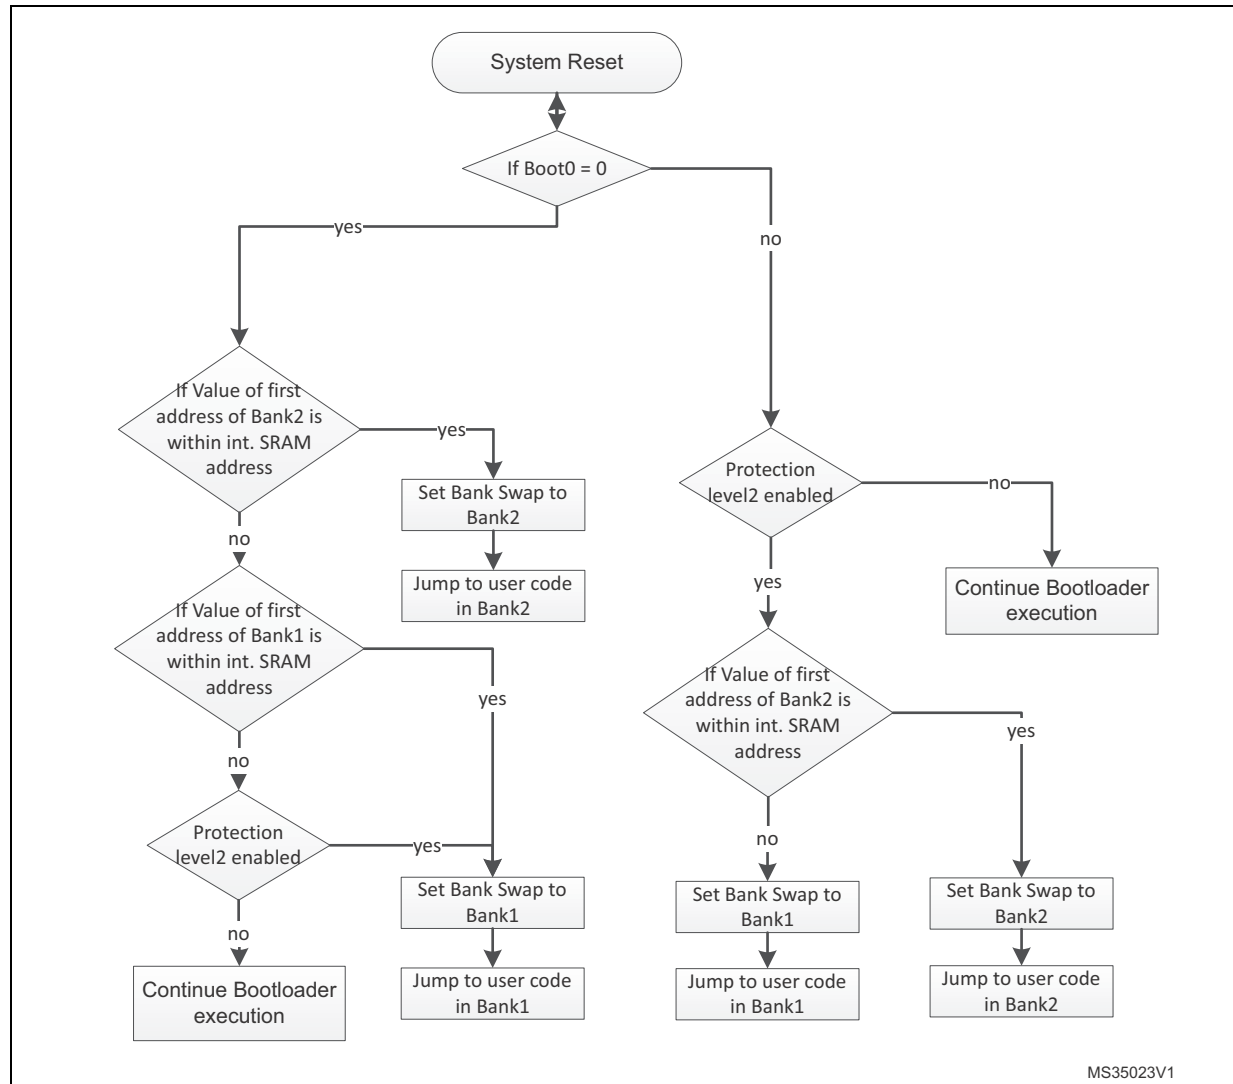 System Reset
If Boot0 = 0
yes
no
If Value of first
address of Bank2 is
within int. SRAM
address
yes
Set Bank Swap to
Bank2
Jump to user code
in Bank2
no
If Value of first
address of Bank1 is
within int. SRAM
address
yes
no
Protection
level2 enabled
yes
Set Bank Swap to
Bank1
Jump to user code
in Bank1
no
Continue Bootloader
execution
Protection
level2 enabled
no
Continue Bootloader
execution
yes
If Value of first
address of Bank2 is
within int. SRAM
address
yes
no
Set Bank Swap to
Bank1
Jump to user code
in Bank1
Set Bank Swap to
Bank2
Jump to user code
in Bank2
MS35023V1